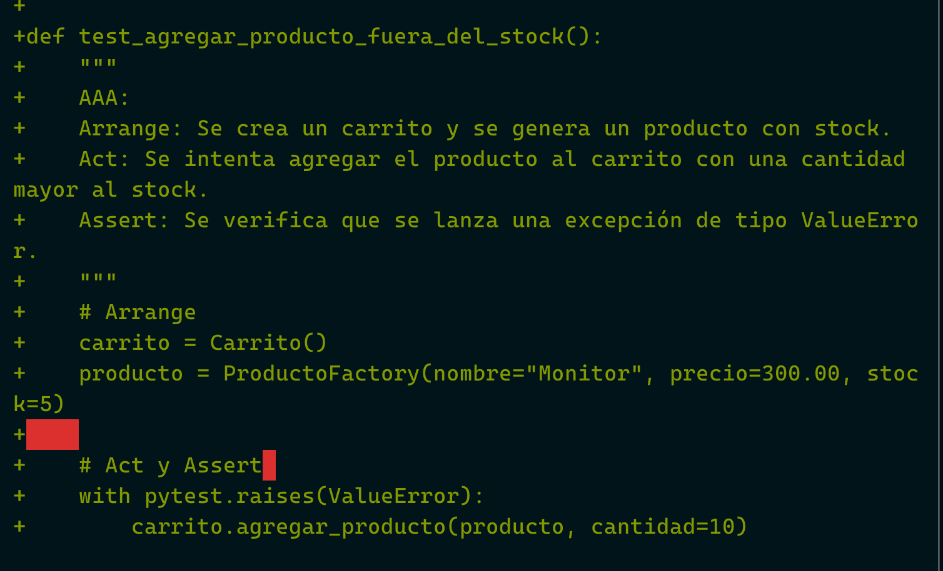 +
+def test_agregar_producto_fuera_del_stock():
+    """
+    AAA:
+    Arrange: Se crea un carrito y se genera un producto con stock.
+    Act: Se intenta agregar el producto al carrito con una cantidad
mayor al stock.
+    Assert: Se verifica que se lanza una excepción de tipo ValueErro
r.
+    """
+    # Arrange
+    carrito = Carrito()
+    producto = ProductoFactory(nombre="Monitor", precio=300.00, stoc
k=5)
+
+    # Act y Assert
+    with pytest.raises(ValueError):
+        carrito.agregar_producto(producto, cantidad=10)